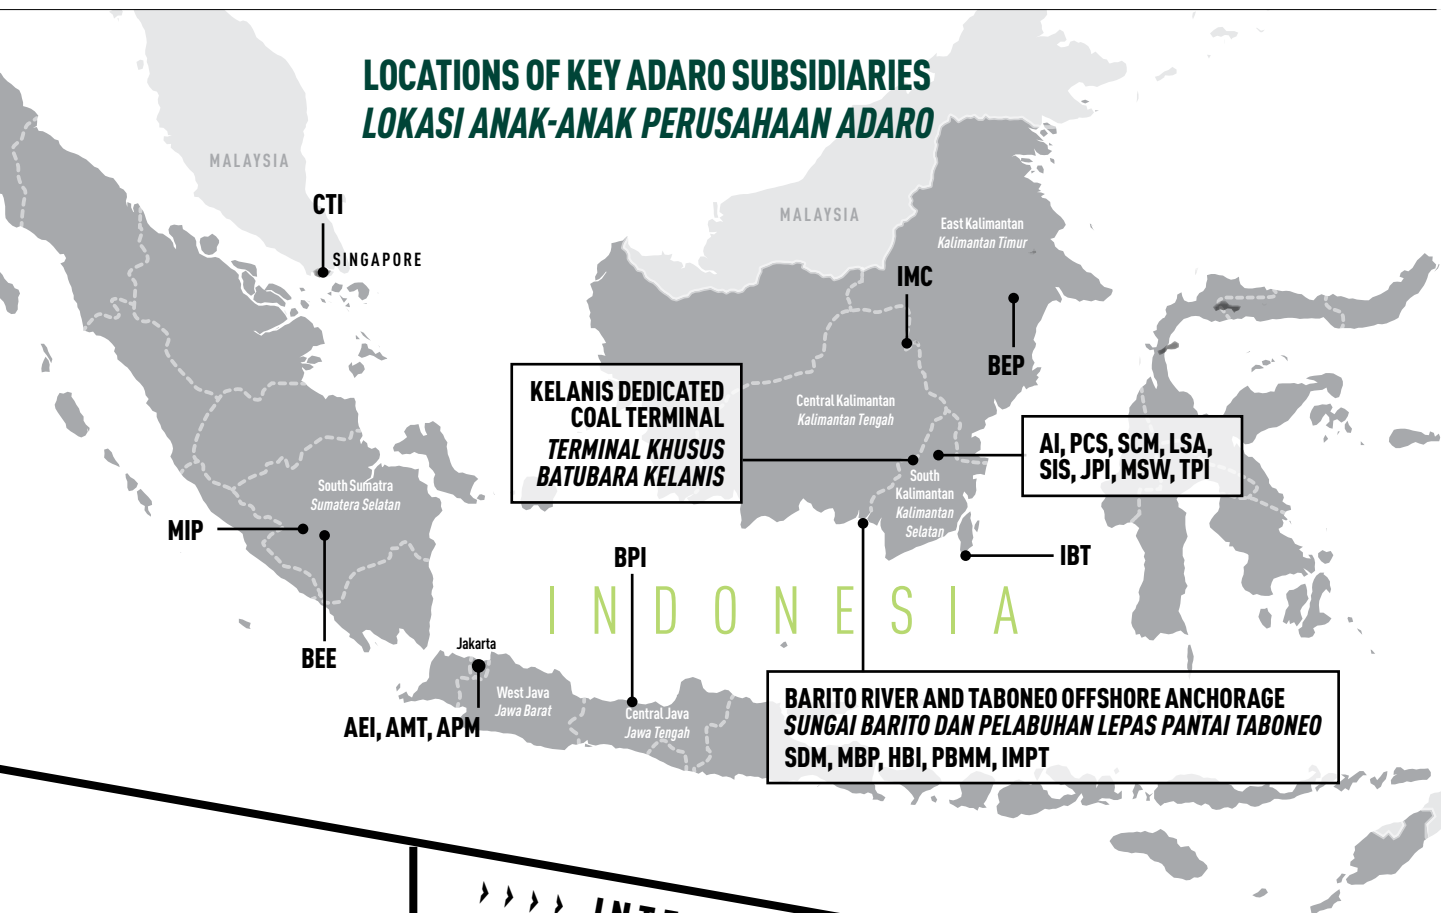 LOCATIONS OF KEY ADARO SUBSIDIARIES
LOKASI ANAK-ANAK PERUSAHAAN ADARO
MALAYSIA
CTI
SINGAPORE
MALAYSIA
East Kalimantan
Kalimantan Timur
IMC
BEP
KELANIS DEDICATED
COAL TERMINAL
TERMINAL KHUSUS
BATUBARA KELANIS
Central Kalimantan
Kalimantan Tengah
AI, PCS, SCM, LSA,
SIS, JPI, MSW, TPI
South
Kalimantan
Kalimantan
Selatan
South Sumatra
Sumatera Selatan
MIP
BEE
BPI
IBT
INDONESIA
Jakarta
West Java
Jawa Barat
AEI, AMT, APM
Central Java
Jawa Tengah
BARITO RIVER AND TABONEO OFFSHORE ANCHORAGE
SUNGAI BARITO DAN PELABUHAN LEPAS PANTAI TABONEO
SDM, MBP, HBI, PBMM, IMPT